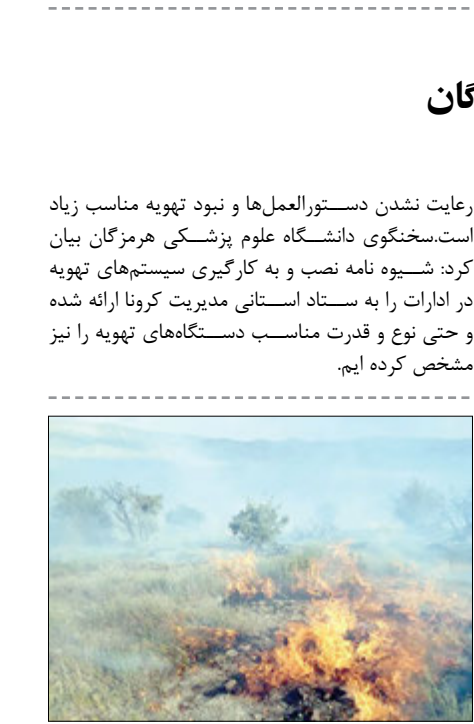 گان
رعایت نشدن دستورالعمل‌ها و نبود تهویه مناسب زیاد
است.سخنگوی دانشگاه علوم پزشکی هرمزگان بیان
کرد: شیوه نامه نصب و به کارگیری سیستم‌های تهویه
در ادارات را به ستاد استانی مدیریت کرونا ارائه شده
و حتی نوع و قدرت مناسب دستگاه‌های تهویه را نیز
مشخص کرده ایم.